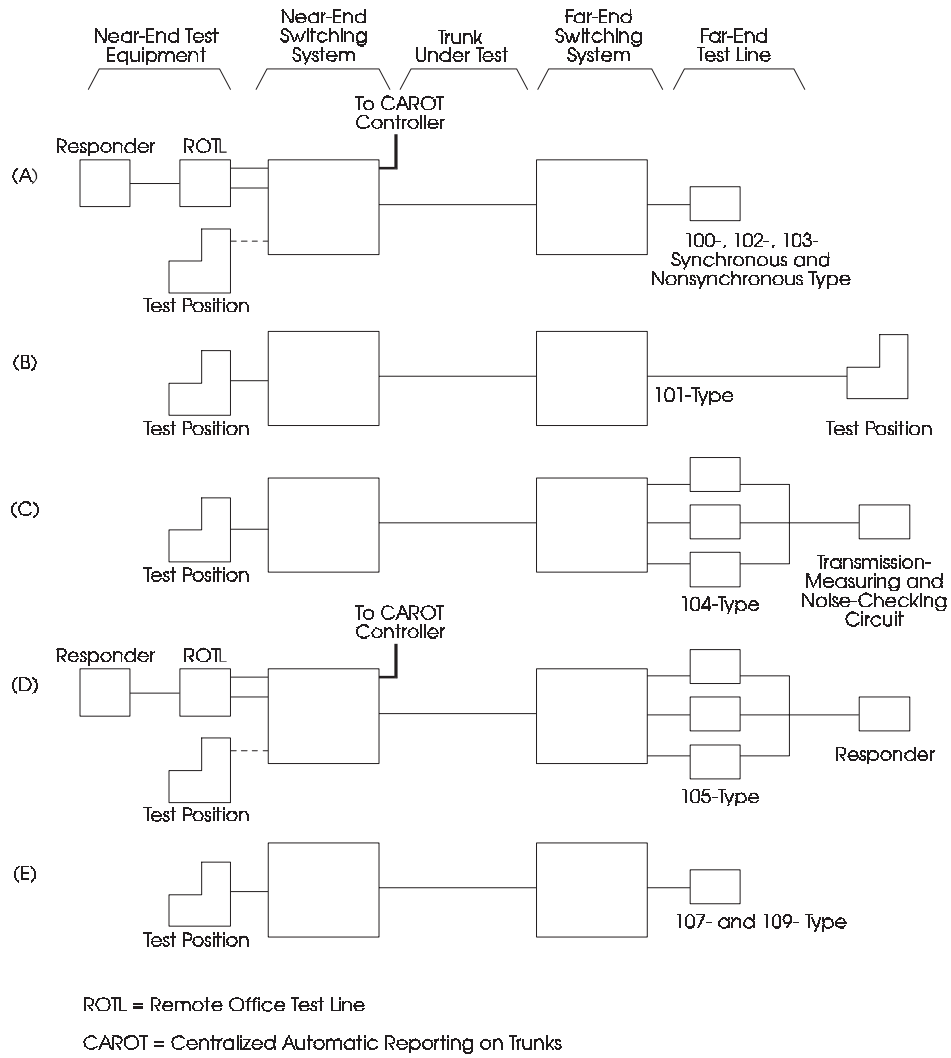 Near-End Test
Equipment
Near-End
Switching
System
Trunk
Under Test
Far-End
Switching
System
Far-End
Test Line
To CAROT
Controller
(A)
Responder
ROTL
Test Position
100-, 102-, 103-
Synchronous and
Nonsynchronous Type
(B)
Test Position
101-Type
Test Position
(C)
Test Position
104-Type
Transmission-
Measuring and
Noise-Checking
Circuit
To CAROT
Controller
(D)
Responder
ROTL
Test Position
105-Type
Responder
(E)
Test Position
107- and 109- Type
ROTL = Remote Office Test Line
CAROT = Centralized Automatic Reporting on Trunks